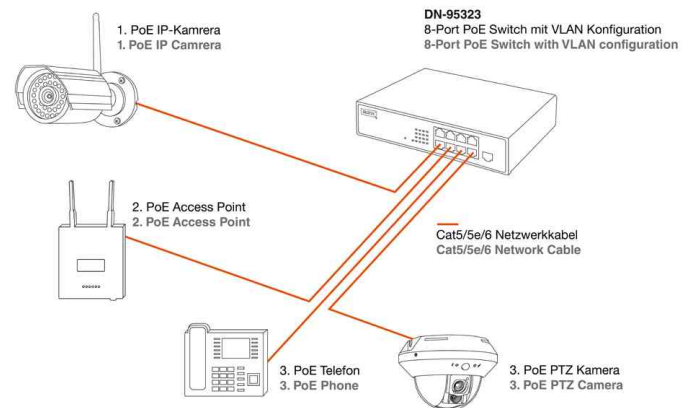 1. PoE IP-Kamrera
1. PoE IP Camrera
DN-95323
8-Port PoE Switch mit VLAN Konfiguration
8-Port PoE Switch with VLAN configuration
2. PoE Access Point
2. PoE Access Point
Cat5/5e/6 Netzwerkkabel
Cat5/5e/6 Network Cable
3. PoE Telefon
3. PoE Phone
3. PoE PTZ Kamera
3. PoE PTZ Camera